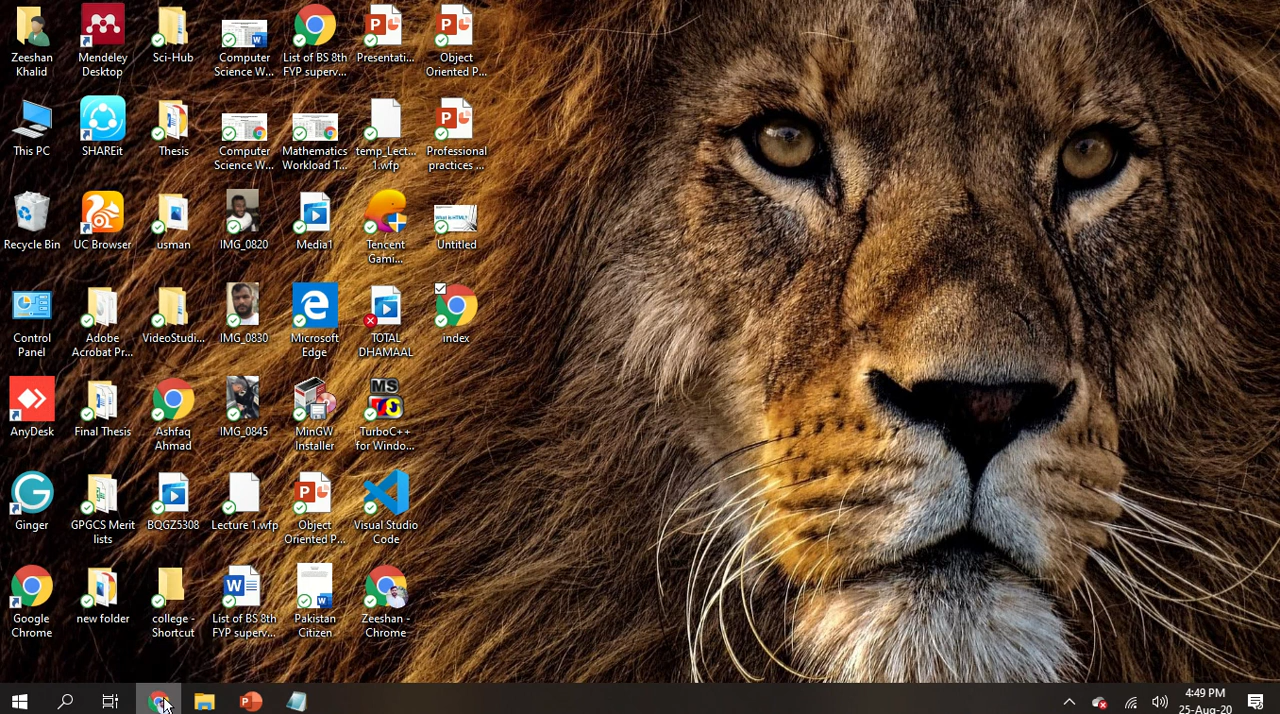 Zeeshan
Khalid
Mendeley
Desktop
Sci-Hub
Computer
Science W...
List of BS 8th
FYP superv...
Presentati...
Object
Oriented P...
This PC
SHAREit
Thesis
Computer
Science W...
Mathematics
Workload T...
temp_Lect...
1.wfp
Professional
practices ...
Recycle Bin
UC Browser
usman
IMG_0820
Media1
Tencent
Gami...
What is HTML?
Untitled
Control
Panel
Adobe
Acrobat Pr...
VideoStudi...
IMG_0830
Microsoft
Edge
TOTAL
DHAMAAL
index
AnyDesk
Final Thesis
Ashfaq
Ahmad
IMG_0845
MinGW
Installer
MS
TurboC++
for Windo...
Ginger
GPGCS Merit
lists
BQGZ5308
Lecture 1.wfp
Object
Oriented P...
Visual Studio
Code
Google
Chrome
new folder
college -
Shortcut
List of BS 8th
FYP superv...
Pakistan
Citizen
Zeeshan -
Chrome
4:49 PM
25-Aug-20